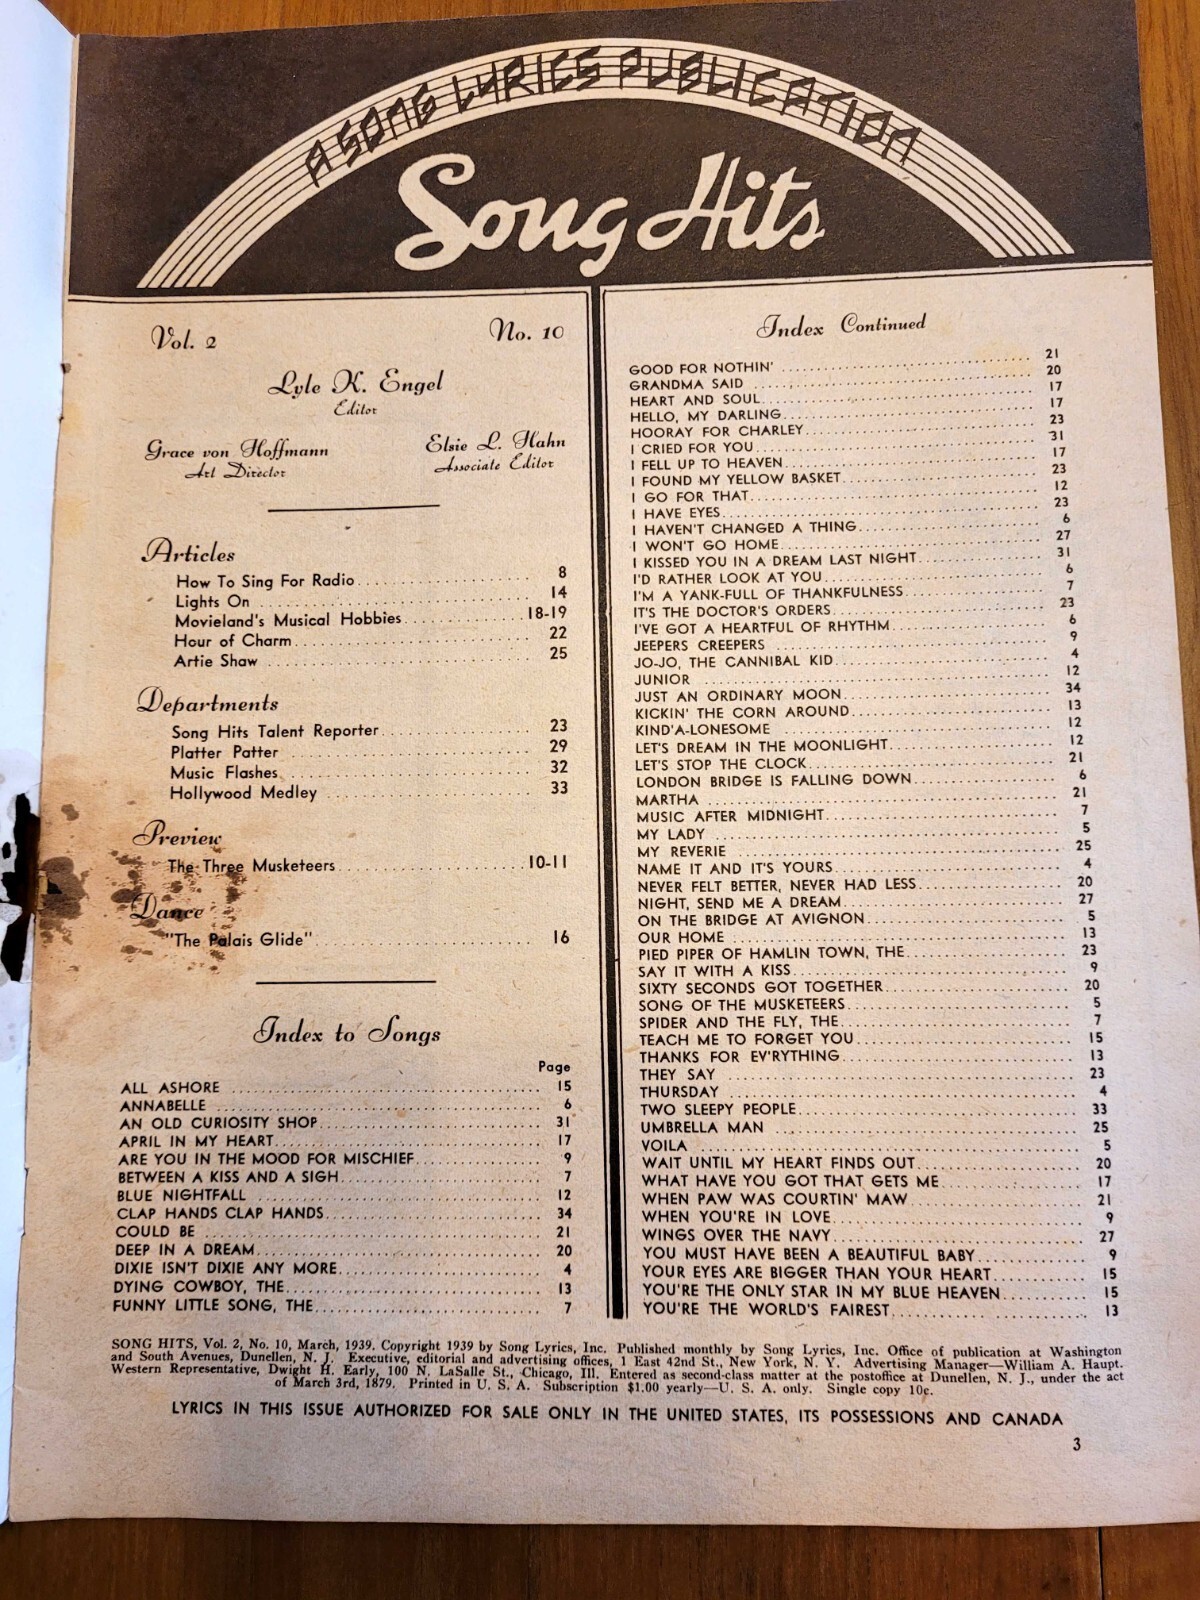 A SONG LYRICS PUBLICATION
Song Hits
Vol. 2 No. 10
Lyle K. Engel
Editor
Grace von Hoffmann Elsie L. Hahn
Art Director Associate Editor
Articles
How To Sing For Radio 8
Lights On 14
Movieland's Musical Hobbies 18-19
Hour of Charm 22
Artie Shaw 25
Departments
Song Hits Talent Reporter 23
Platter Patter 29
Music Flashes 32
Hollywood Medley 33
Preview
The Three Musketeers 10-11
Dance
"The Palais Glide" 16
Index to Songs
Page
ALL ASHORE 15
ANNABELLE 6
AN OLD CURIOSITY SHOP 31
APRIL IN MY HEART 17
ARE YOU IN THE MOOD FOR MISCHIEF 9
BETWEEN A KISS AND A SIGH 7
BLUE NIGHTFALL 12
CLAP HANDS CLAP HANDS 34
COULD BE 21
DEEP IN A DREAM 20
DIXIE ISN'T DIXIE ANY MORE 4
DYING COWBOY, THE 13
FUNNY LITTLE SONG, THE 7
Index Continued
GOOD FOR NOTHIN' 21
GRANDMA SAID 20
HEART AND SOUL 17
HELLO, MY DARLING 17
HOORAY FOR CHARLEY 23
I CRIED FOR YOU 31
I FELL UP TO HEAVEN 17
I FOUND MY YELLOW BASKET 23
I GO FOR THAT 12
I HAVE EYES 23
I HAVEN'T CHANGED A THING 6
I WON'T GO HOME 27
I KISSED YOU IN A DREAM LAST NIGHT 31
I'D RATHER LOOK AT YOU 6
I'M A YANK-FULL OF THANKFULNESS 7
IT'S THE DOCTOR'S ORDERS 23
I'VE GOT A HEARTFUL OF RHYTHM 6
JEEPERS CREEPERS 9
JO-JO, THE CANNIBAL KID 4
JUNIOR 12
JUST AN ORDINARY MOON 34
KICKIN' THE CORN AROUND 13
KIND'A-LONESOME 12
LET'S DREAM IN THE MOONLIGHT 12
LET'S STOP THE CLOCK 21
LONDON BRIDGE IS FALLING DOWN 6
MARTHA 21
MUSIC AFTER MIDNIGHT 7
MY LADY 5
MY REVERIE 25
NAME IT AND IT'S YOURS 4
NEVER FELT BETTER, NEVER HAD LESS 20
NIGHT, SEND ME A DREAM 27
ON THE BRIDGE AT AVIGNON 5
OUR HOME 13
PIED PIPER OF HAMLIN TOWN, THE 23
SAY IT WITH A KISS 9
SIXTY SECONDS GOT TOGETHER 20
SONG OF THE MUSKETEERS 5
SPIDER AND THE FLY, THE 7
TEACH ME TO FORGET YOU 15
THANKS FOR EV'RYTHING 13
THEY SAY 23
THURSDAY 4
TWO SLEEPY PEOPLE 33
UMBRELLA MAN 25
VOILA 5
WAIT UNTIL MY HEART FINDS OUT 20
WHAT HAVE YOU GOT THAT GETS ME 17
WHEN PAW WAS COURTIN' MAW 21
WHEN YOU'RE IN LOVE 9
WINGS OVER THE NAVY 27
YOU MUST HAVE BEEN A BEAUTIFUL BABY 9
YOUR EYES ARE BIGGER THAN YOUR HEART 15
YOU'RE THE ONLY STAR IN MY BLUE HEAVEN 15
YOU'RE THE WORLD'S FAIREST 13
SONG HITS, Vol. 2, No. 10, March, 1939. Copyright 1939 by Song Lyrics, Inc. Published monthly by Song Lyrics, Inc. Office of publication at Washington
and South Avenues, Dunellen, N. J. Executive, editorial and advertising offices, 1 East 42nd St., New York, N. Y. Advertising Manager—William A. Haupt.
Western Representative, Dwight H. Early, 100 N. LaSalle St., Chicago, Ill. Entered as second-class matter at the postoffice at Dunellen, N. J., under the act
of March 3rd, 1879. Printed in U. S. A. Subscription $1.00 yearly—U. S. A. only. Single copy 10c.
LYRICS IN THIS ISSUE AUTHORIZED FOR SALE ONLY IN THE UNITED STATES, ITS POSSESSIONS AND CANADA
3